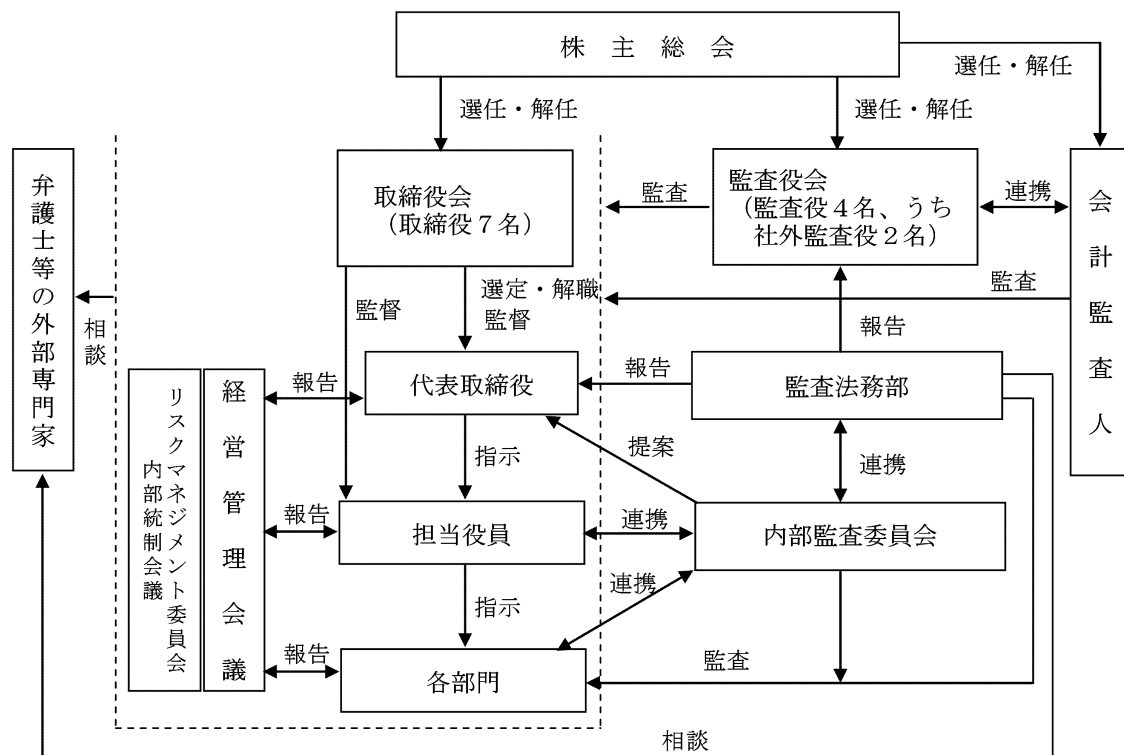 株主総会
選任・解任
選任・解任
選任・解任
弁護士等の外部専門家
取締役会
（取締役７名）
監査
監査役会
（監査役４名、うち
社外監査役２名）
連携
会計監査人
相談
監督
選定・解職
監督
監査
報告
リスクマネジメント委員会
内部統制会議
経営管理会議
報告
代表取締役
報告
監査法務部
指示
提案
連携
報告
担当役員
連携
内部監査委員会
指示
連携
報告
各部門
監査
相談